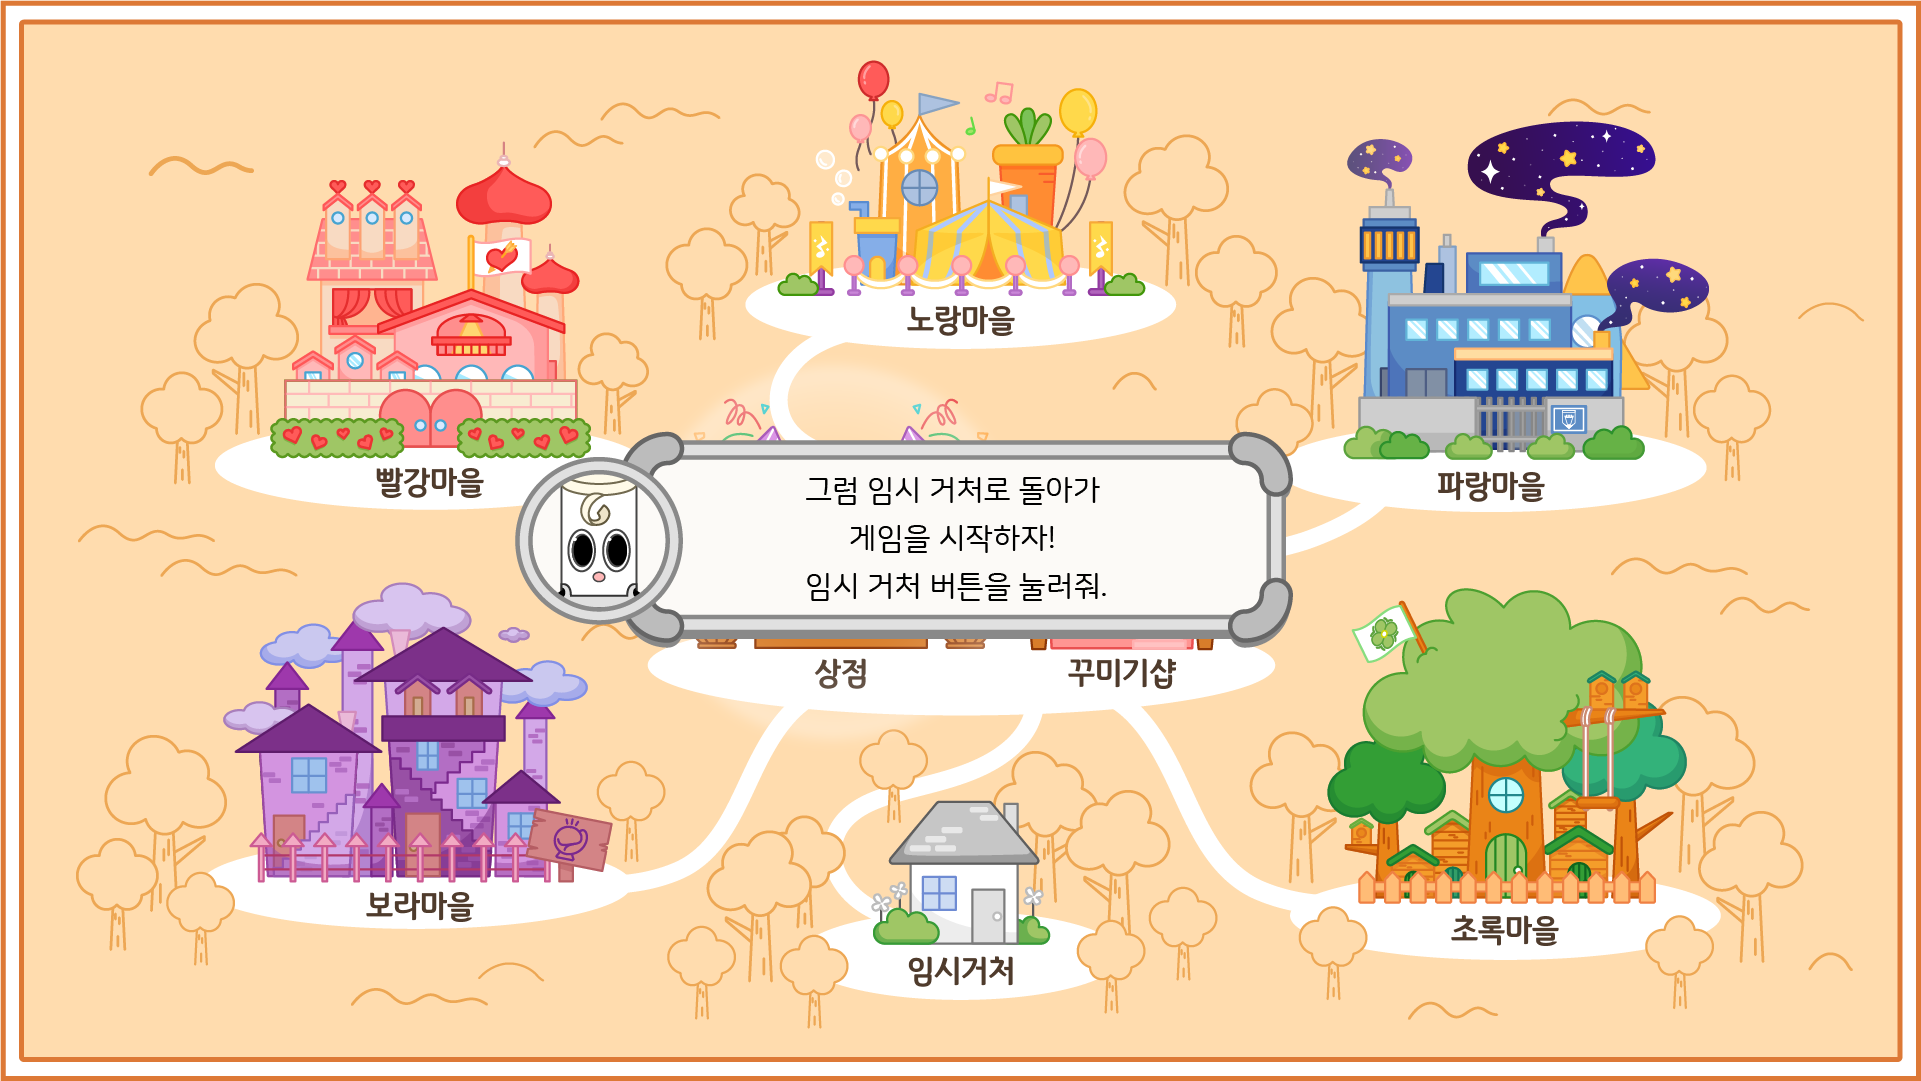 노랑마을
빨강마을
파랑마을
그럼 임시 거처로 돌아가
게임을 시작하자!
임시 거처 버튼을 눌러줘.
상점
꾸미기샵
보라마을
초록마을
임시거처